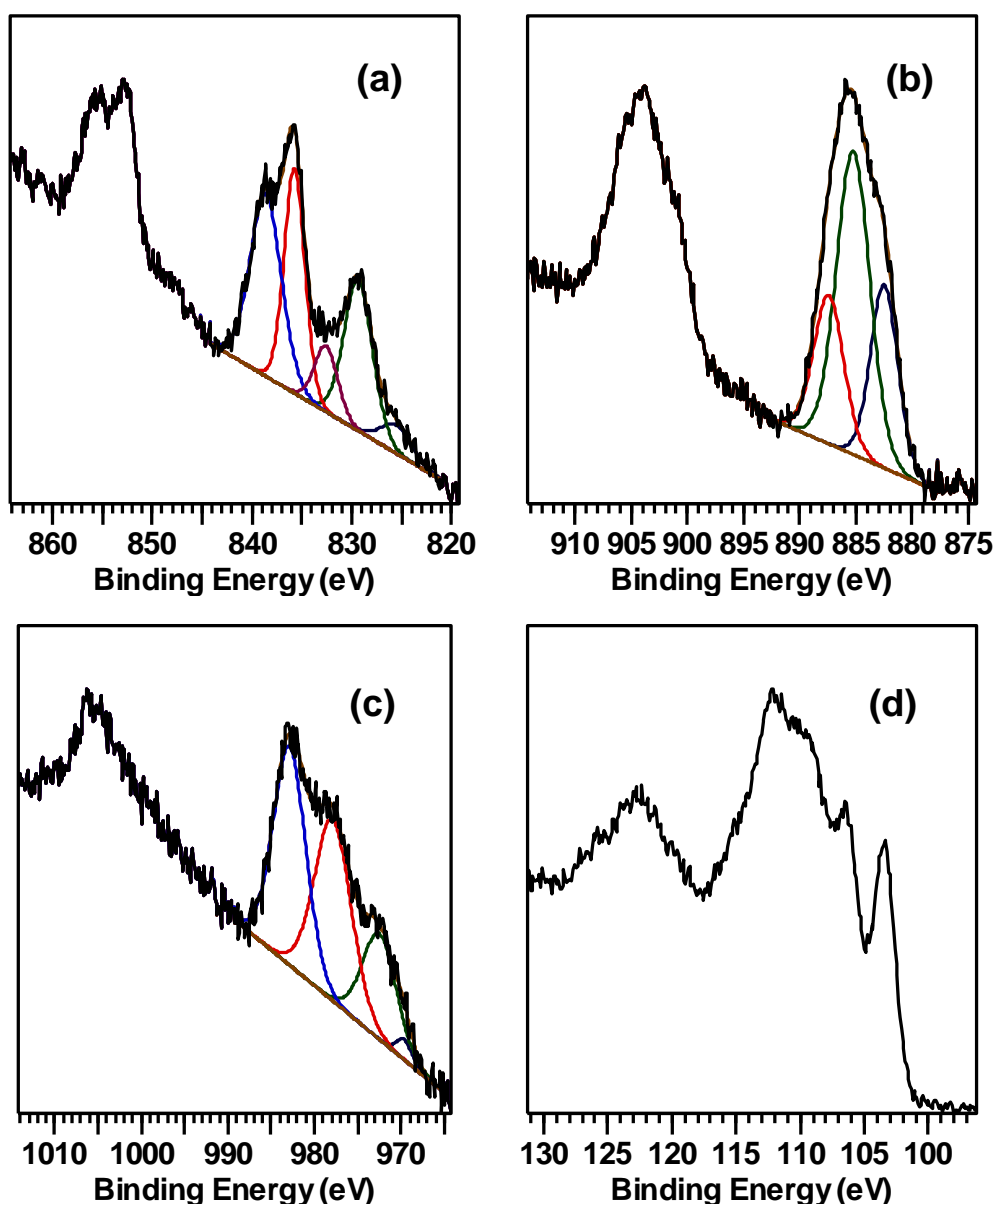 (a)
860 850 840 830 820
Binding Energy (eV)
(b)
910 905 900 895 890 885 880 875
Binding Energy (eV)
(c)
1010 1000 990 980 970
Binding Energy (eV)
(d)
130 125 120 115 110 105 100
Binding Energy (eV)